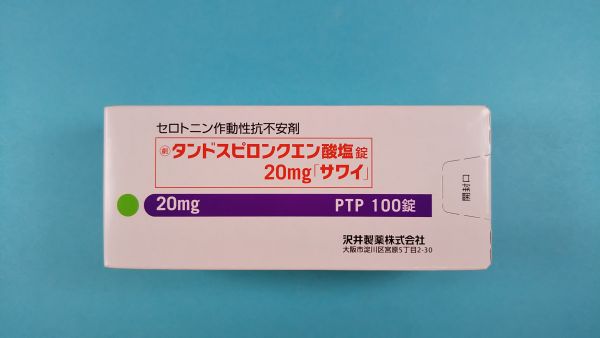 セロトニン作動性抗不安剤
劇 タンドスピロンクエン酸塩錠
20mg「サワイ」
20mg PTP 100錠
開封口
沢井製薬株式会社
大阪市淀川区宮原5丁目2-30